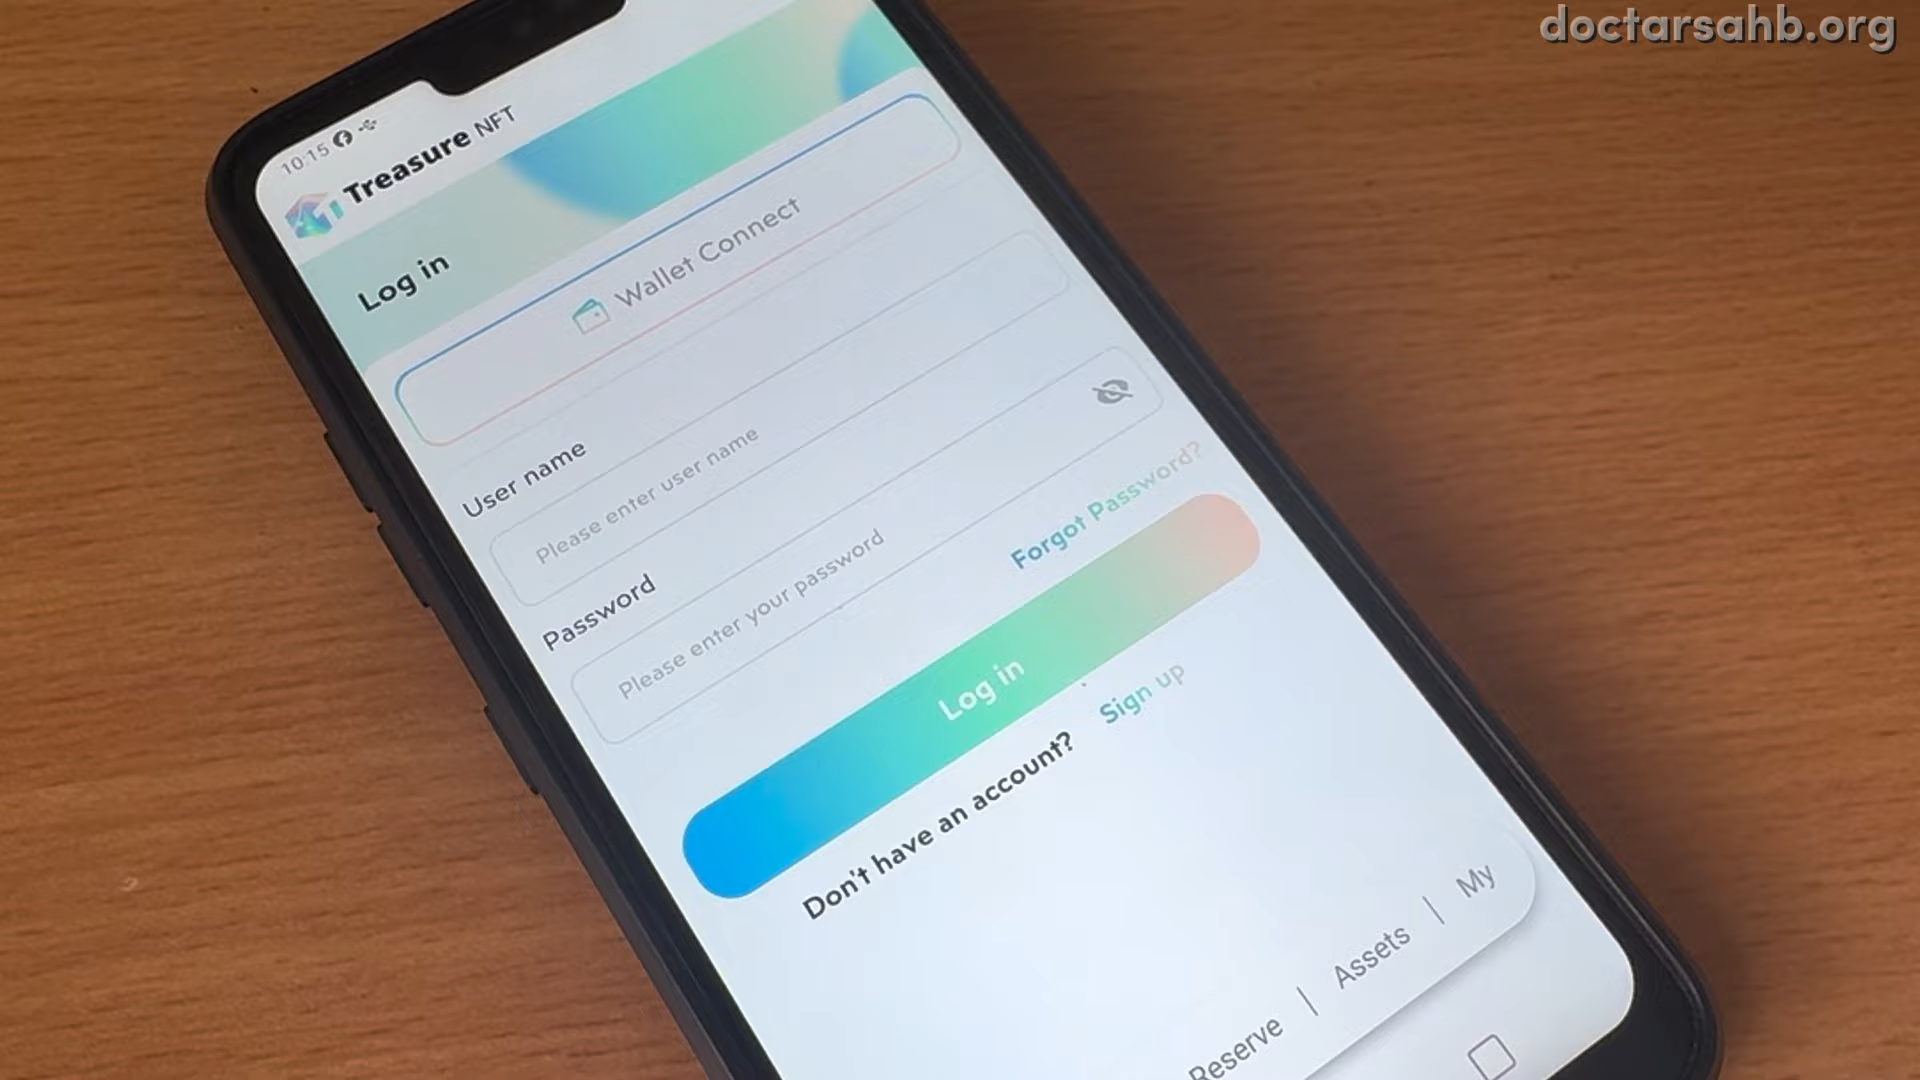 doctarsahb.org
10:15
Treasure NFT
Log in
Wallet Connect
User name
Please enter user name
Password
Please enter your password
Forgot Password?
Log in
Don't have an account? Sign up
Reserve | Assets | My